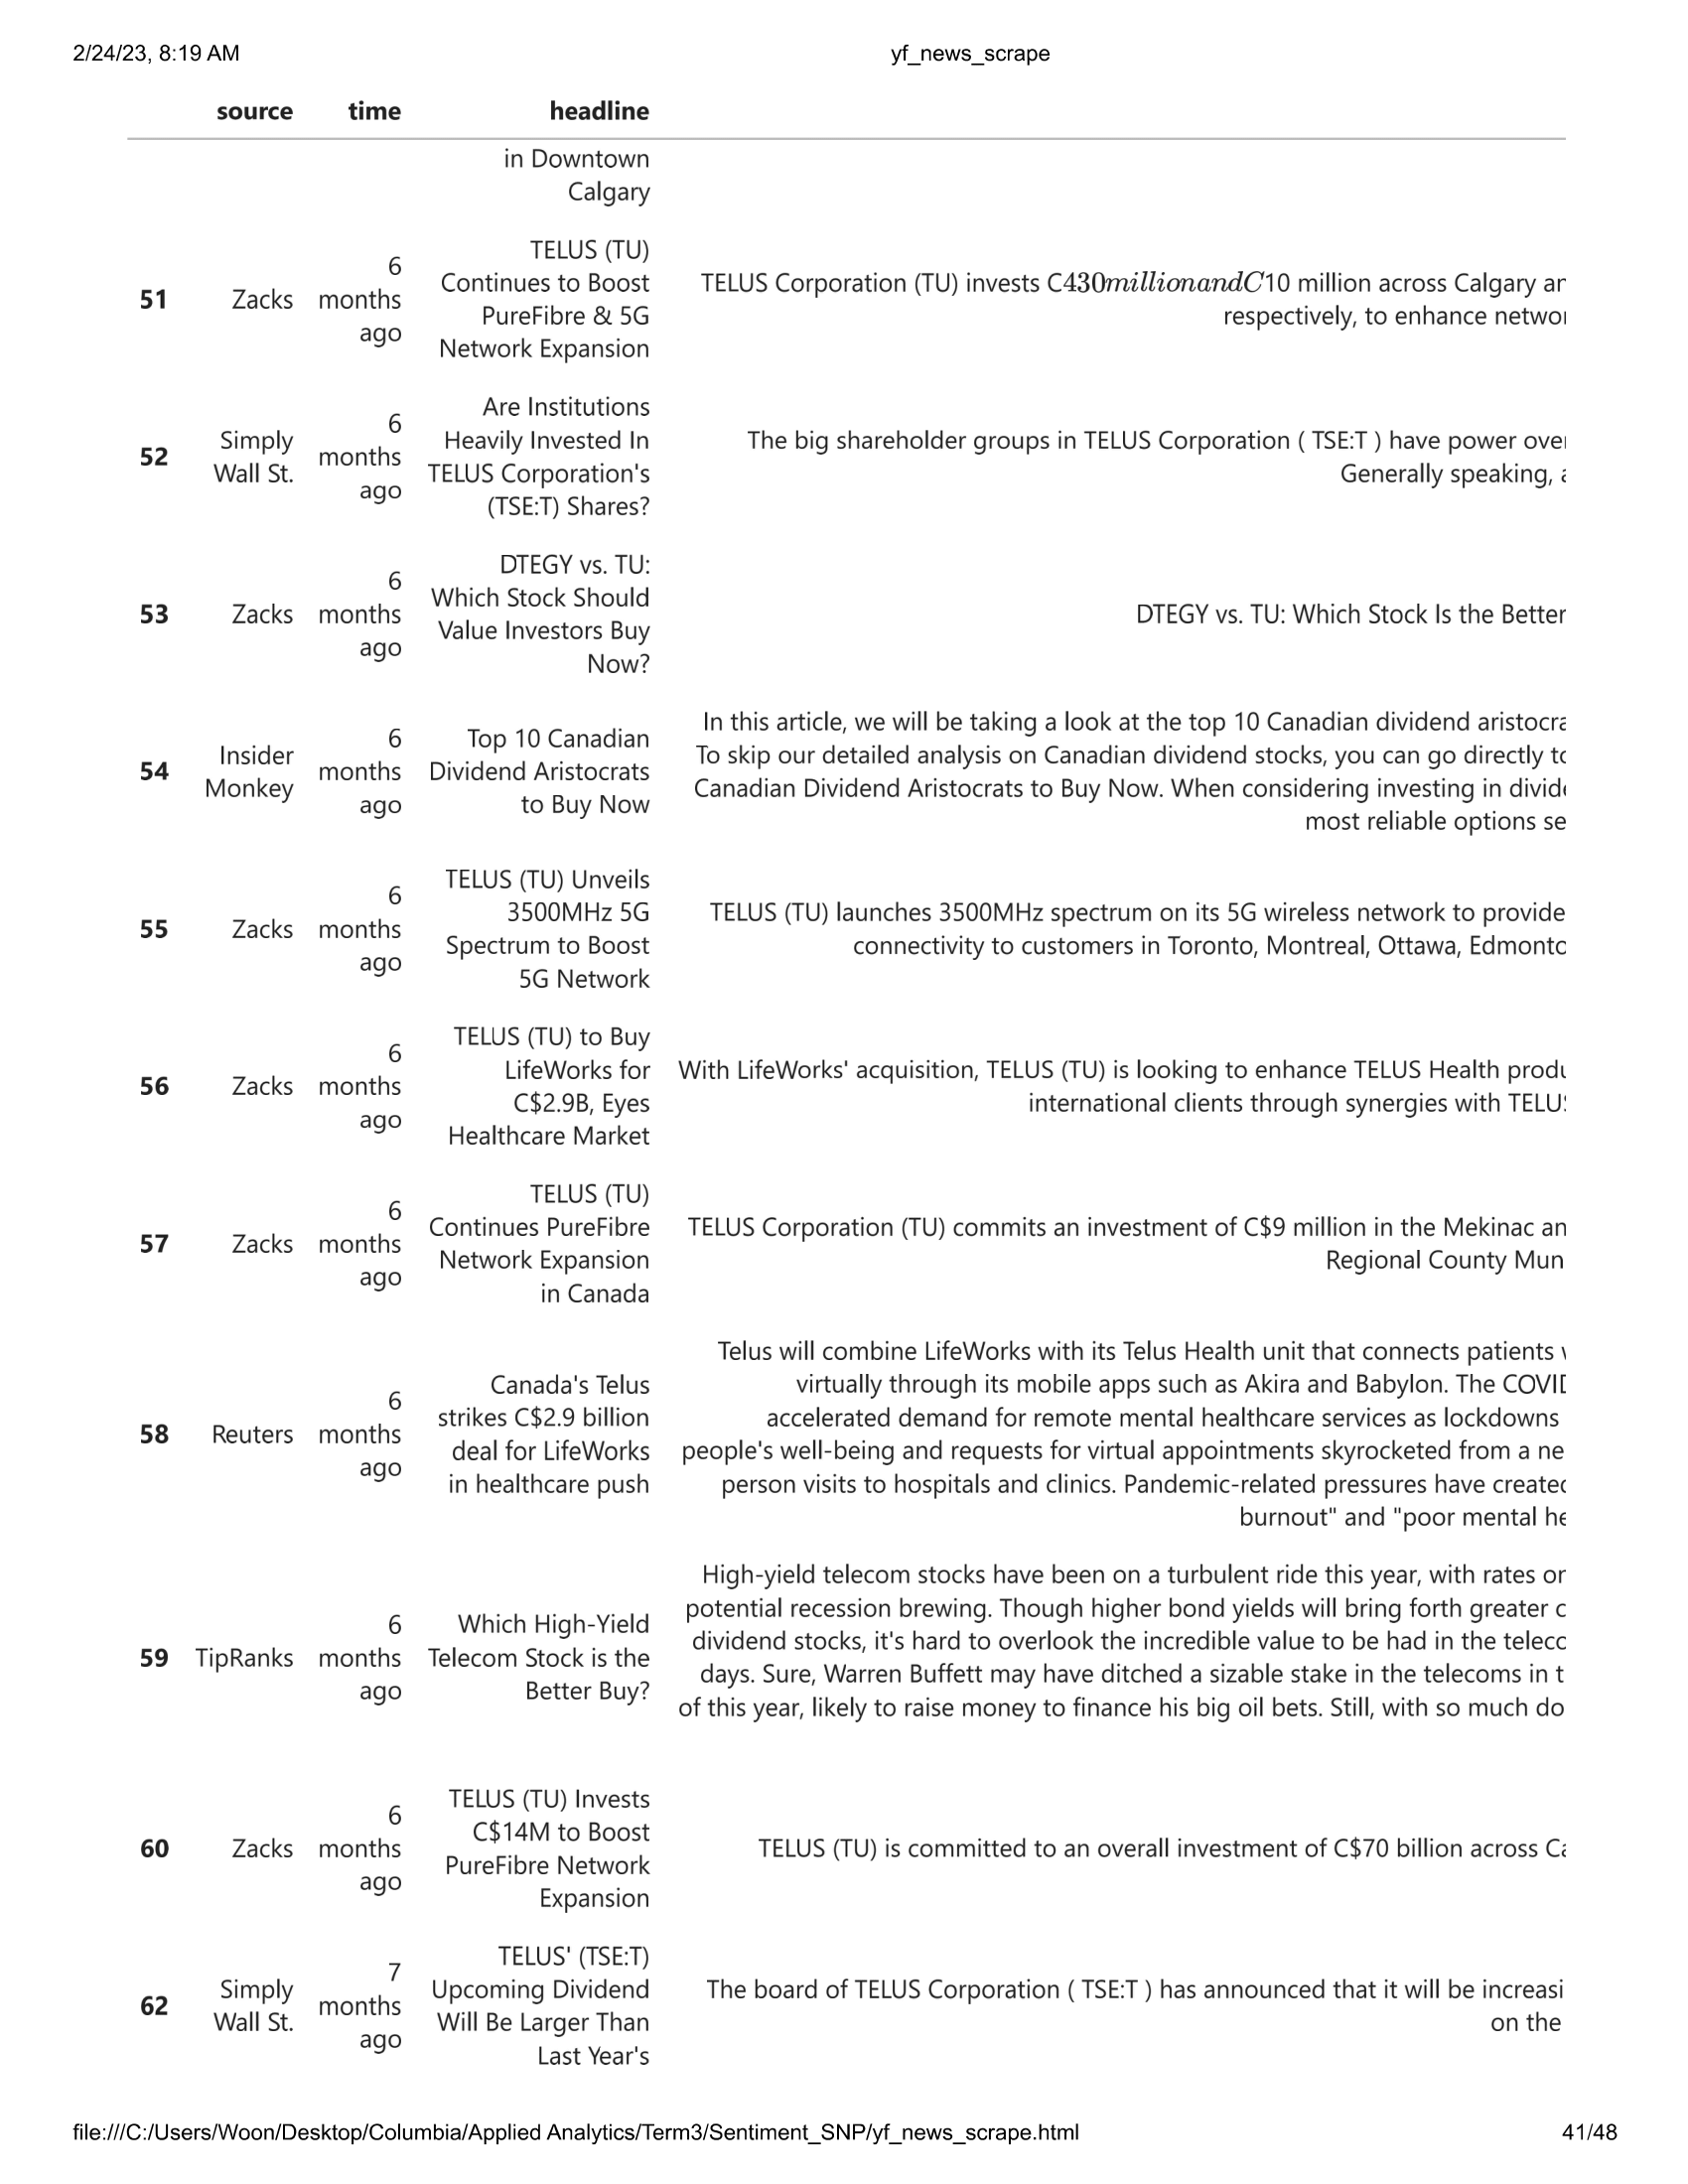 2/24/23, 8:19 AM yf_news_scrape
source time headline
in Downtown
Calgary
51 Zacks 6 months ago
TELUS (TU)
Continues to Boost
PureFibre & 5G
Network Expansion
TELUS Corporation (TU) invests C430millionandC10 million across Calgary an
respectively, to enhance networ
52 Simply Wall St. 6 months ago
Are Institutions
Heavily Invested In
TELUS Corporation's
(TSE:T) Shares?
The big shareholder groups in TELUS Corporation ( TSE:T ) have power over
Generally speaking, a
53 Zacks 6 months ago
DTEGY vs. TU:
Which Stock Should
Value Investors Buy
Now?
DTEGY vs. TU: Which Stock Is the Better
54 Insider Monkey 6 months ago
Top 10 Canadian
Dividend Aristocrats
to Buy Now
In this article, we will be taking a look at the top 10 Canadian dividend aristocra
To skip our detailed analysis on Canadian dividend stocks, you can go directly to
Canadian Dividend Aristocrats to Buy Now. When considering investing in divide
most reliable options se
55 Zacks 6 months ago
TELUS (TU) Unveils
3500MHz 5G
Spectrum to Boost
5G Network
TELUS (TU) launches 3500MHz spectrum on its 5G wireless network to provide
connectivity to customers in Toronto, Montreal, Ottawa, Edmonto
56 Zacks 6 months ago
TELUS (TU) to Buy
LifeWorks for
C$2.9B, Eyes
Healthcare Market
With LifeWorks' acquisition, TELUS (TU) is looking to enhance TELUS Health produ
international clients through synergies with TELUS
57 Zacks 6 months ago
TELUS (TU)
Continues PureFibre
Network Expansion
in Canada
TELUS Corporation (TU) commits an investment of C$9 million in the Mekinac an
Regional County Mun
58 Reuters 6 months ago
Canada's Telus
strikes C$2.9 billion
deal for LifeWorks
in healthcare push
Telus will combine LifeWorks with its Telus Health unit that connects patients
virtually through its mobile apps such as Akira and Babylon. The COVID
accelerated demand for remote mental healthcare services as lockdowns
people's well-being and requests for virtual appointments skyrocketed from a ne
person visits to hospitals and clinics. Pandemic-related pressures have created
burnout" and "poor mental he
59 TipRanks 6 months ago
Which High-Yield
Telecom Stock is the
Better Buy?
High-yield telecom stocks have been on a turbulent ride this year, with rates on
potential recession brewing. Though higher bond yields will bring forth greater c
dividend stocks, it's hard to overlook the incredible value to be had in the teleco
days. Sure, Warren Buffett may have ditched a sizable stake in the telecoms in t
of this year, likely to raise money to finance his big oil bets. Still, with so much do
60 Zacks 6 months ago
TELUS (TU) Invests
C$14M to Boost
PureFibre Network
Expansion
TELUS (TU) is committed to an overall investment of C$70 billion across Ca
62 Simply Wall St. 7 months ago
TELUS' (TSE:T)
Upcoming Dividend
Will Be Larger Than
Last Year's
The board of TELUS Corporation ( TSE:T ) has announced that it will be increasi
on the
file:///C:/Users/Woon/Desktop/Columbia/Applied Analytics/Term3/Sentiment_SNP/yf_news_scrape.html 41/48